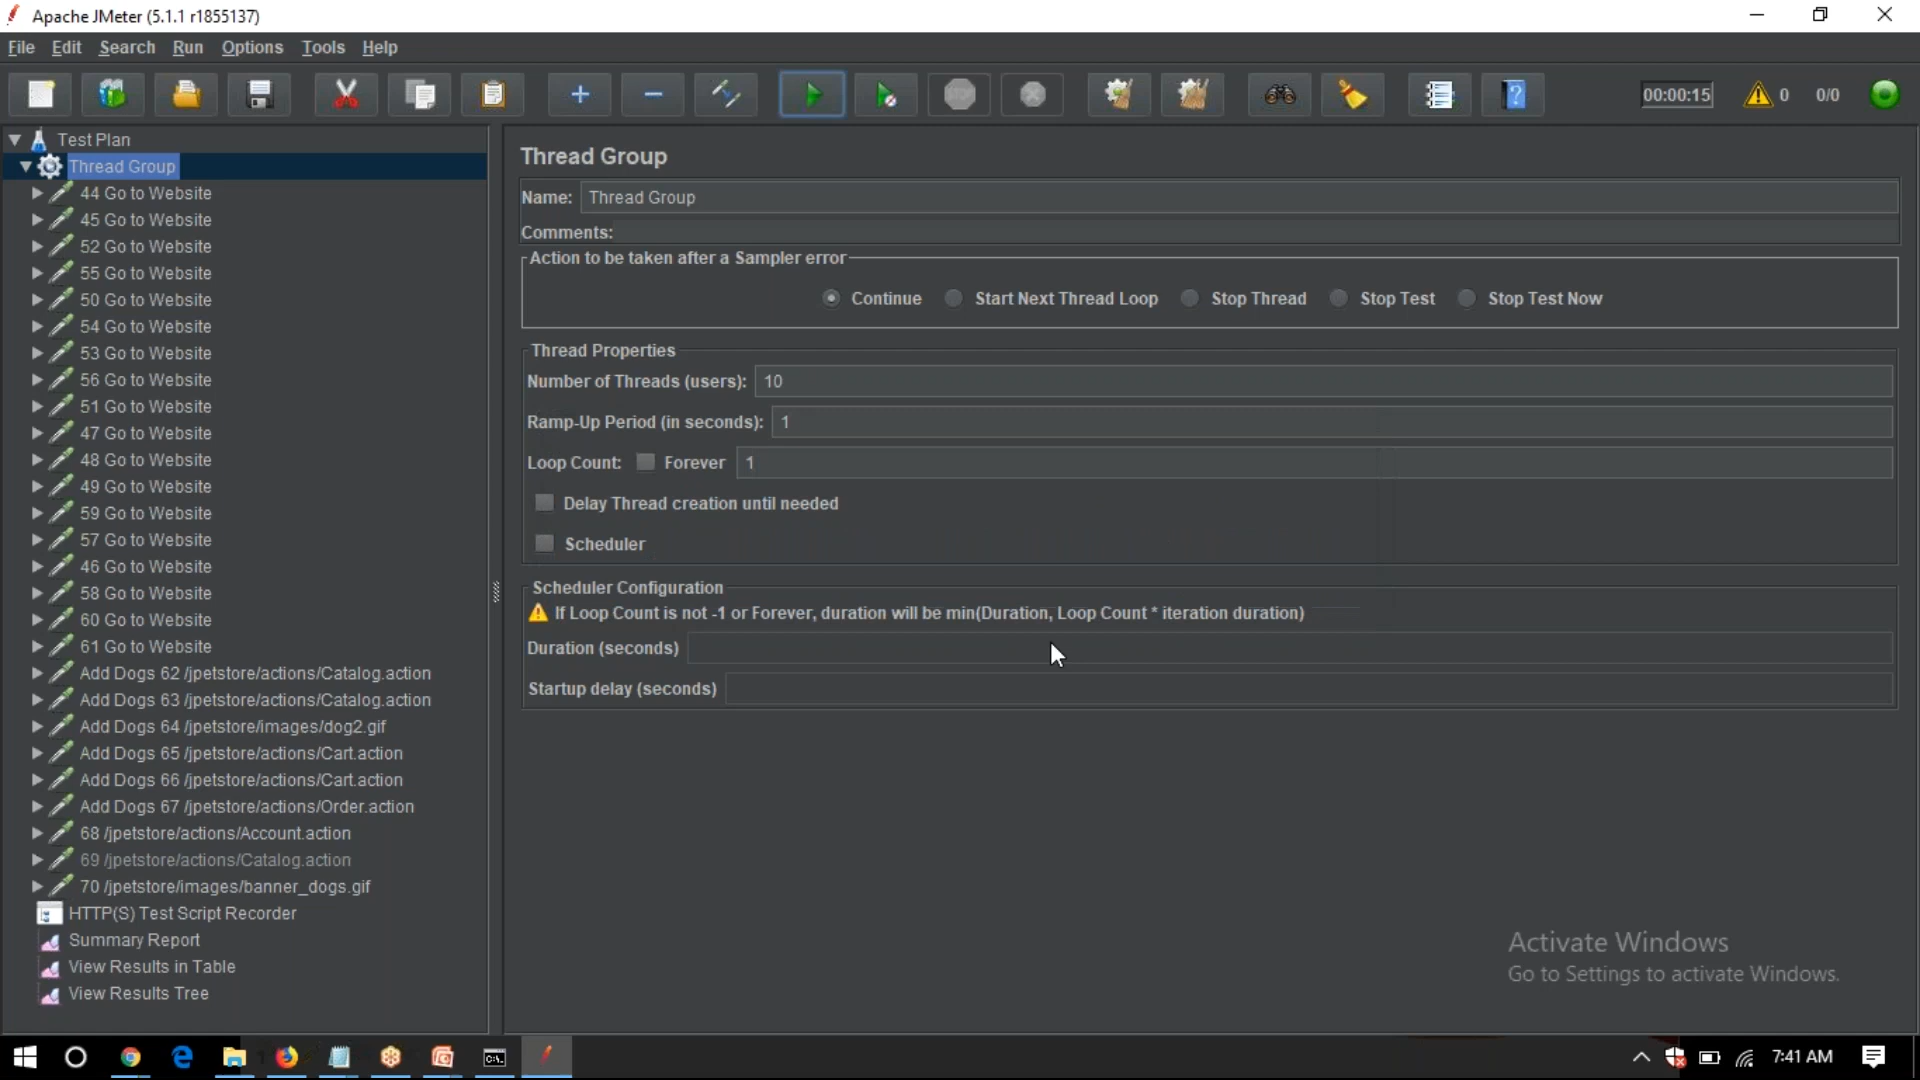 Apache JMeter (5.1.1 r1855137)
File Edit Search Run Options Tools Help
00:00:15 0 0/0
Test Plan
Thread Group
44 Go to Website
45 Go to Website
52 Go to Website
55 Go to Website
50 Go to Website
54 Go to Website
53 Go to Website
56 Go to Website
51 Go to Website
47 Go to Website
48 Go to Website
49 Go to Website
59 Go to Website
57 Go to Website
46 Go to Website
58 Go to Website
60 Go to Website
61 Go to Website
Add Dogs 62 /jpetstore/actions/Catalog.action
Add Dogs 63 /jpetstore/actions/Catalog.action
Add Dogs 64 /jpetstore/images/dog2.gif
Add Dogs 65 /jpetstore/actions/Cart.action
Add Dogs 66 /jpetstore/actions/Cart.action
Add Dogs 67 /jpetstore/actions/Order.action
68 /jpetstore/actions/Account.action
69 /jpetstore/actions/Catalog.action
70 /jpetstore/images/banner_dogs.gif
HTTP(S) Test Script Recorder
Summary Report
View Results in Table
View Results Tree
Thread Group
Name: Thread Group
Comments:
Action to be taken after a Sampler error
Continue Start Next Thread Loop Stop Thread Stop Test Stop Test Now
Thread Properties
Number of Threads (users): 10
Ramp-Up Period (in seconds): 1
Loop Count: Forever 1
Delay Thread creation until needed
Scheduler
Scheduler Configuration
If Loop Count is not -1 or Forever, duration will be min(Duration, Loop Count * iteration duration)
Duration (seconds)
Startup delay (seconds)
Activate Windows
Go to Settings to activate Windows.
7:41 AM